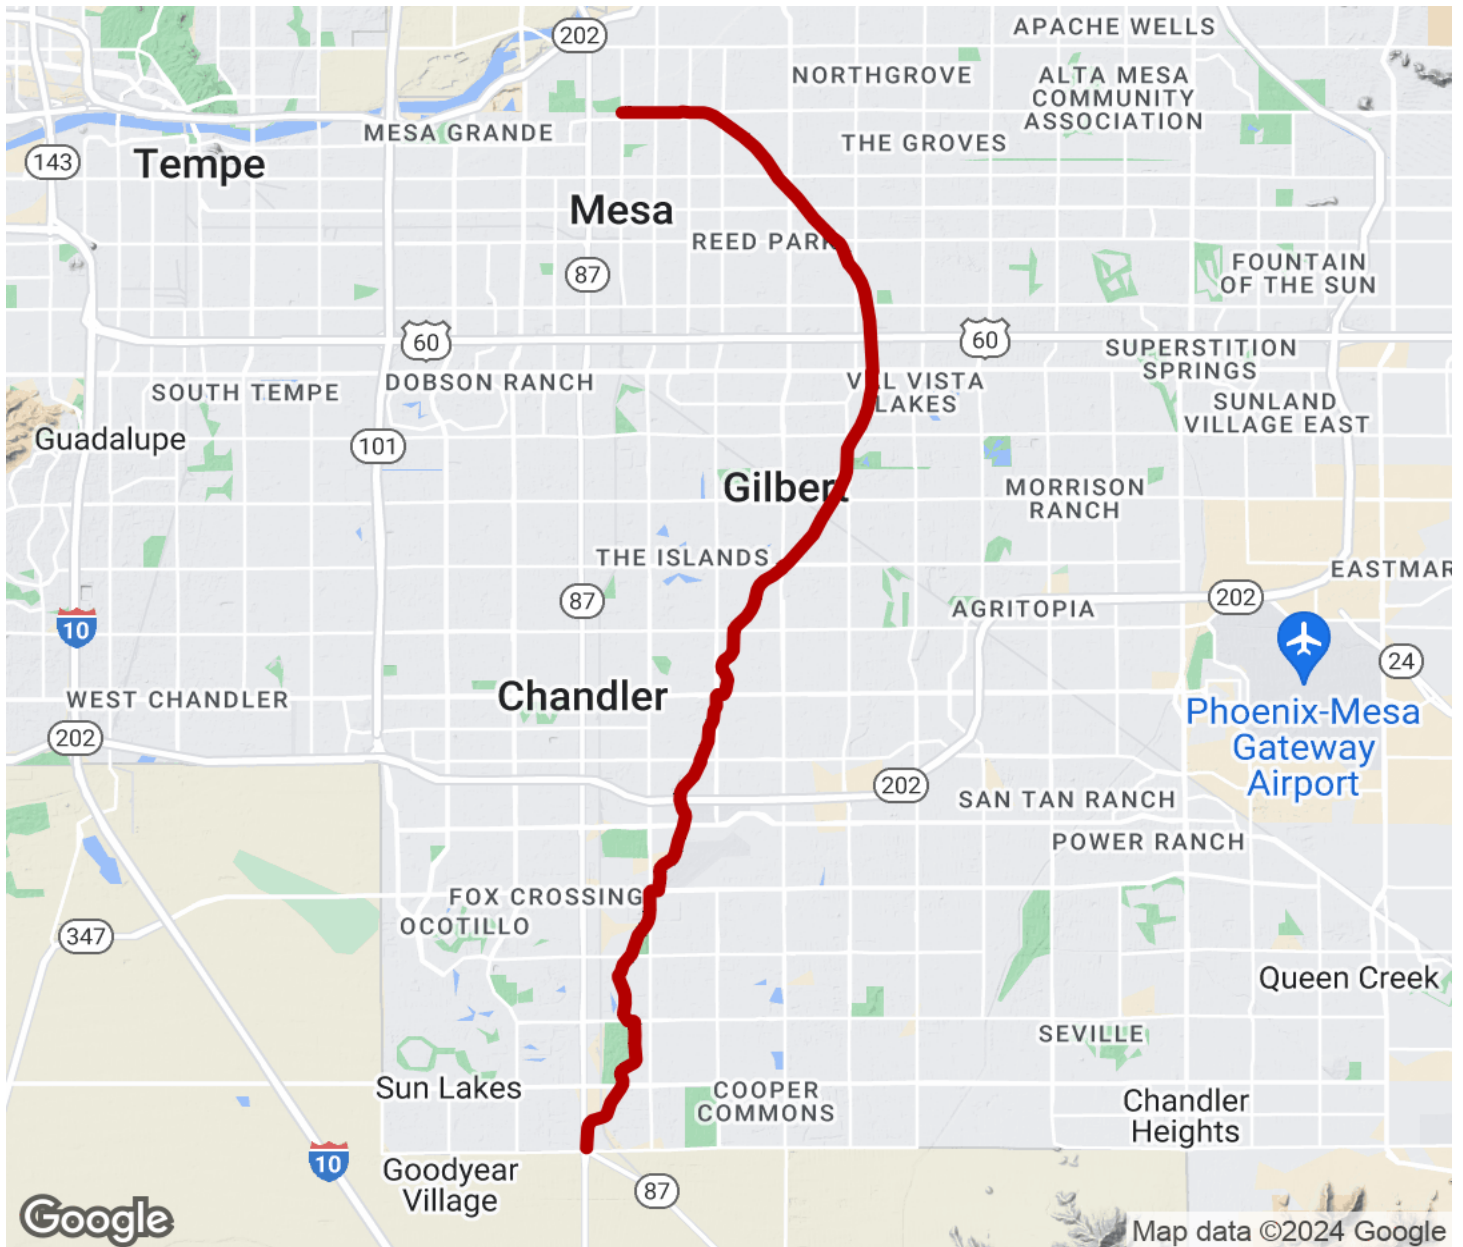 APACHE WELLS
202
NORTHGROVE
ALTA MESA
COMMUNITY
ASSOCIATION
MESA GRANDE
THE GROVES
143
Tempe
Mesa
REED PARK
87
FOUNTAIN
OF THE SUN
60
60
SUPERSTITION
SPRINGS
SOUTH TEMPE
DOBSON RANCH
VAL VISTA
LAKES
SUNLAND
VILLAGE EAST
Guadalupe
101
Gilbert
MORRISON
RANCH
THE ISLANDS
EASTMAR
87
202
AGRITOPIA
10
24
WEST CHANDLER
Chandler
Phoenix-Mesa
Gateway
Airport
202
202
SAN TAN RANCH
POWER RANCH
FOX CROSSING
OCOTILLO
347
Queen Creek
SEVILLE
Sun Lakes
COOPER
COMMONS
Chandler
Heights
10
Goodyear
Village
87
Google
Map data ©2024 Google